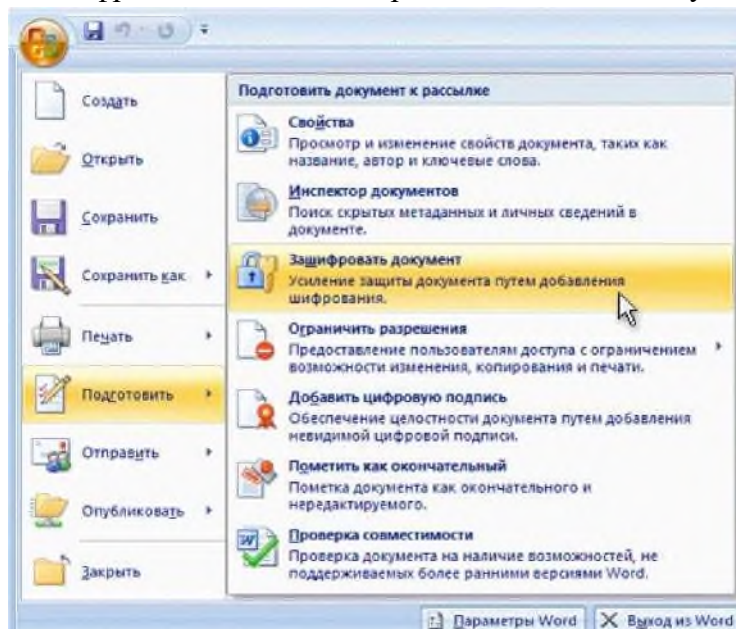 Создать
Открыть
Сохранить
Сохранить как
Печать
Подготовить
Отправить
Опубликовать
Закрыть
Подготовить документ к рассылке
Свойства
Просмотр и изменение свойств документа, таких как
название, автор и ключевые слова.
Инспектор документов
Поиск скрытых метаданных и личных сведений в
документе.
Зашифровать документ
Усиление защиты документа путем добавления
шифрования.
Ограничить разрешения
Предоставление пользователям доступа с ограничением
возможности изменения, копирования и печати.
Добавить цифровую подпись
Обеспечение целостности документа путем добавления
невидимой цифровой подписи.
Пометить как окончательный
Пометка документа как окончательного и
нередактируемого.
Проверка совместимости
Проверка документа на наличие возможностей, не
поддерживаемых более ранними версиями Word.
Параметры Word
Выход из Word